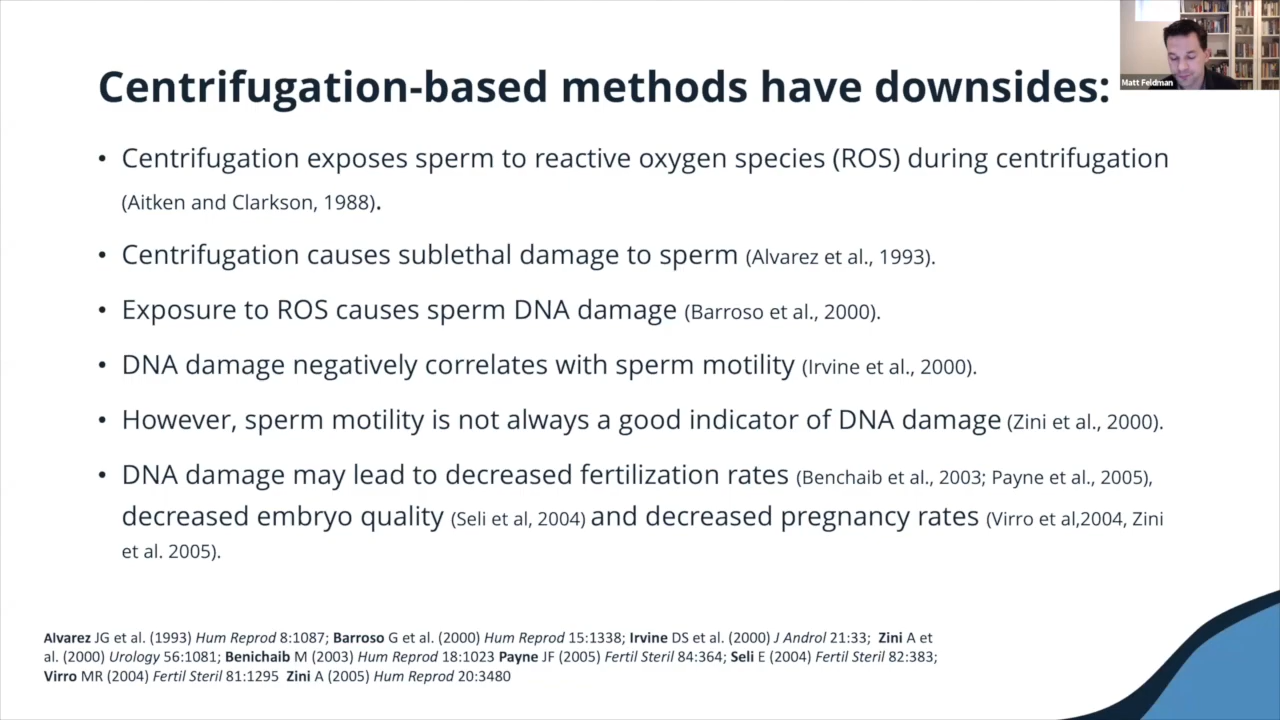 Centrifugation-based methods have downsides:
Matt Feldman
• Centrifugation exposes sperm to reactive oxygen species (ROS) during centrifugation
(Aitken and Clarkson, 1988).
• Centrifugation causes sublethal damage to sperm (Alvarez et al., 1993).
• Exposure to ROS causes sperm DNA damage (Barroso et al., 2000).
• DNA damage negatively correlates with sperm motility (Irvine et al., 2000).
• However, sperm motility is not always a good indicator of DNA damage (Zini et al., 2000).
• DNA damage may lead to decreased fertilization rates (Benchaib et al., 2003; Payne et al., 2005),
decreased embryo quality (Seli et al, 2004) and decreased pregnancy rates (Virro et al,2004, Zini
et al. 2005).
Alvarez JG et al. (1993) Hum Reprod 8:1087; Barroso G et al. (2000) Hum Reprod 15:1338; Irvine DS et al. (2000) J Androl 21:33; Zini A et
al. (2000) Urology 56:1081; Benichaib M (2003) Hum Reprod 18:1023 Payne JF (2005) Fertil Steril 84:364; Seli E (2004) Fertil Steril 82:383;
Virro MR (2004) Fertil Steril 81:1295 Zini A (2005) Hum Reprod 20:3480